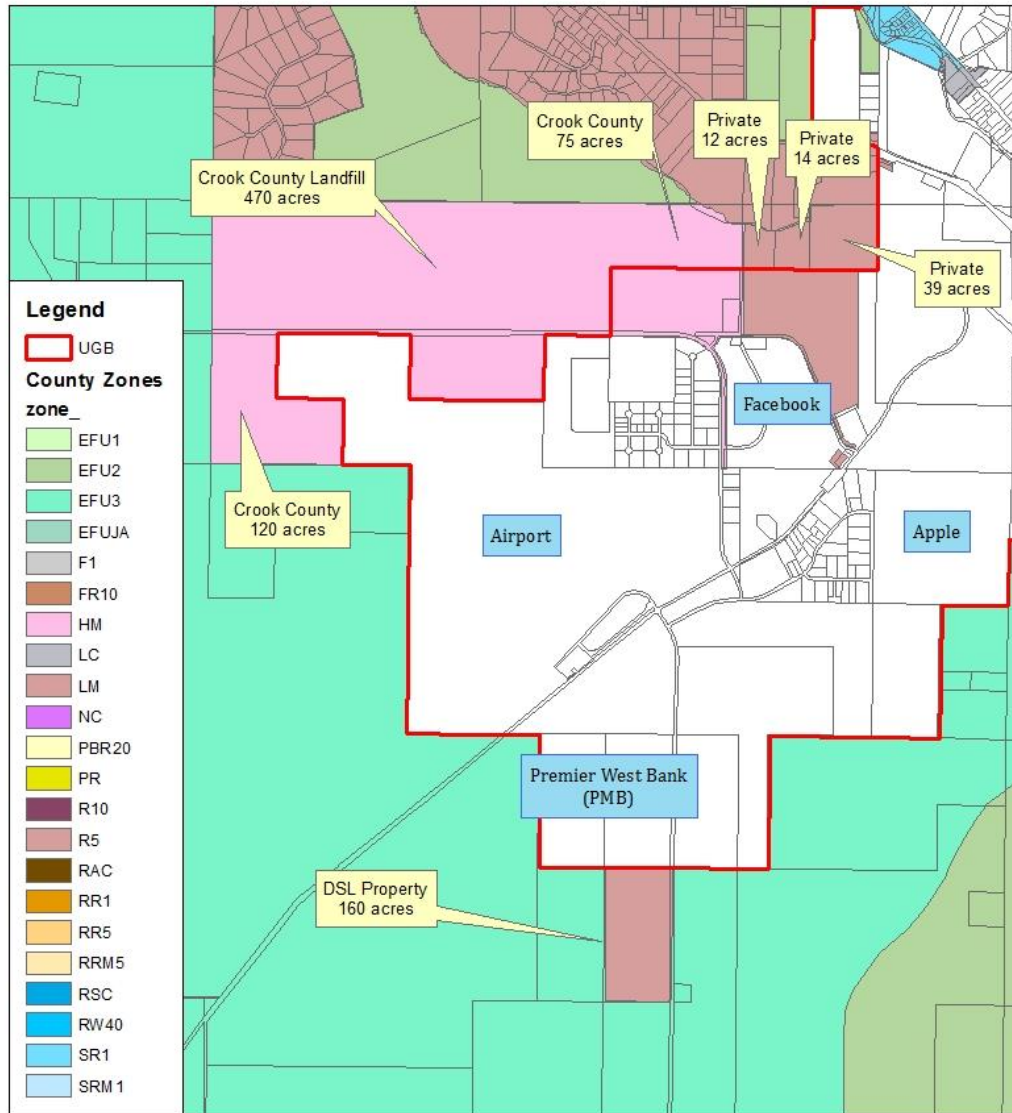 Crook County
75 acres
Private
12 acres
Private
14 acres
Crook County Landfill
470 acres
Private
39 acres
Legend
UGB
County Zones
zone_
EFU1
EFU2
EFU3
EFUJA
F1
FR10
HM
LC
LM
NC
PBR20
PR
R10
R5
RAC
RR1
RR5
RRM5
RSC
RW40
SR1
SRM1
Facebook
Crook County
120 acres
Airport
Apple
Premier West Bank
(PMB)
DSL Property
160 acres